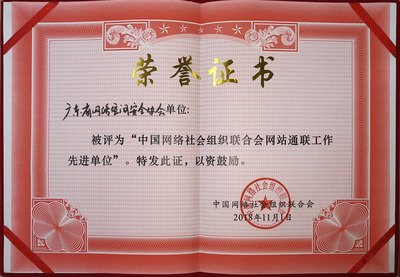 荣誉证书
广东省网络空间安全协会单位:
被评为“中国网络社会组织联合会网站通联工作
先进单位”。特发此证，以资鼓励。
中国网络社会组织联合会
2018年11月1日